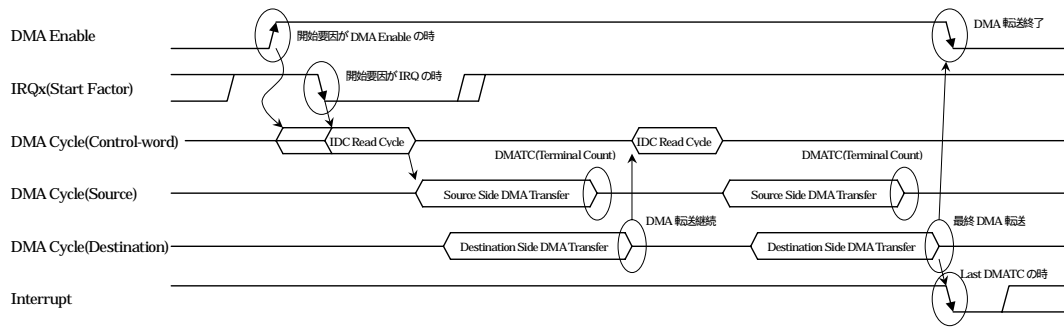 DMA Enable
開始要因が DMA Enable の時
DMA 転送終了
IRQx(Start Factor)
開始要因が IRQ の時
DMA Cycle(Control-word)
IDC Read Cycle
IDC Read Cycle
DMATC(Terminal Count)
DMATC(Terminal Count)
DMA Cycle(Source)
Source Side DMA Transfer
Source Side DMA Transfer
DMA 転送継続
最終 DMA 転送
DMA Cycle(Destination)
Destination Side DMA Transfer
Destination Side DMA Transfer
Last DMATC の時
Interrupt